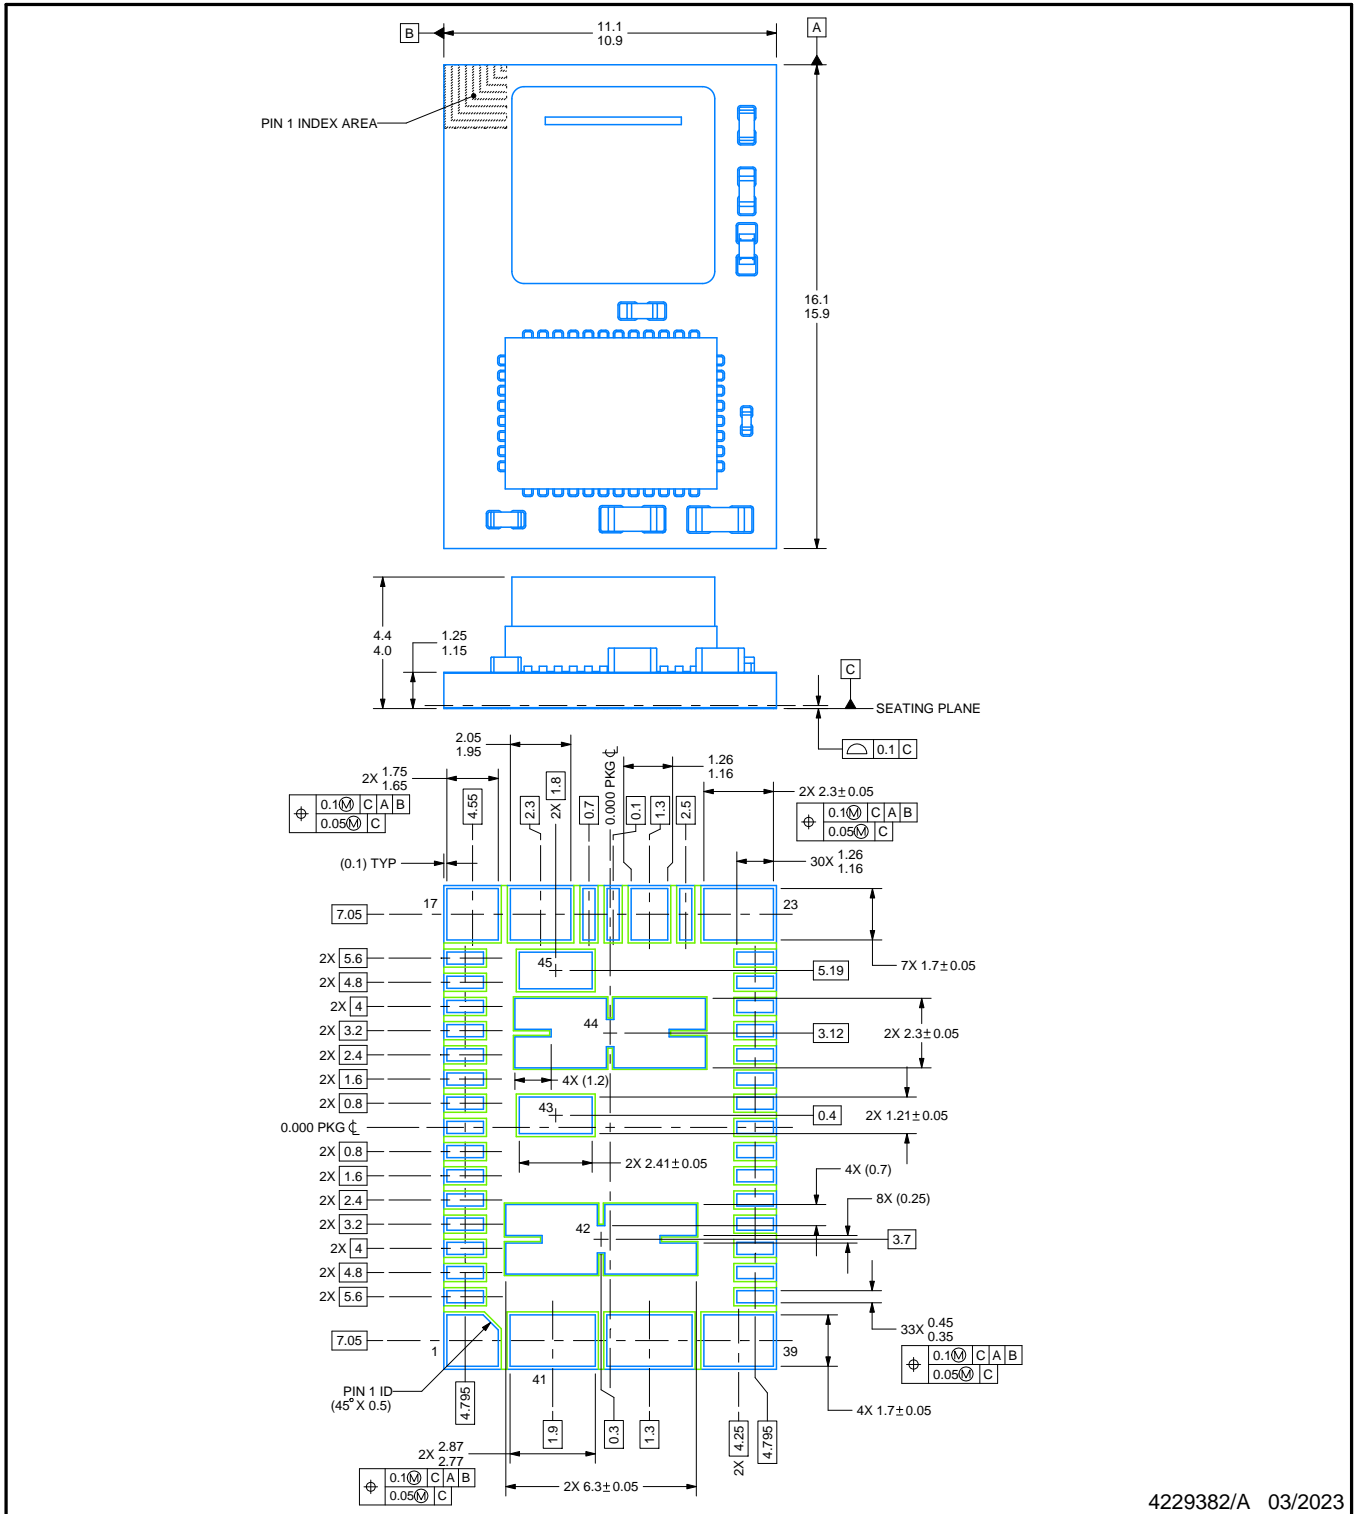 B
11.1
10.9
A
PIN 1 INDEX AREA
16.1
15.9
4.4
4.0
1.25
1.15
C
SEATING PLANE
0.1 C
2.05
1.95
2X 1.75
1.65
0.1Ⓜ C A B
0.05Ⓜ C
4.55
2.3
2X 1.8
0.7
0.000 PKG ℄
0.1
1.3
2.5
1.26
1.16
2X 2.3±0.05
0.1Ⓜ C A B
0.05Ⓜ C
(0.1) TYP
30X 1.26
1.16
17
23
7.05
7X 1.7±0.05
2X 5.6
45
5.19
2X 4.8
2X 4
2X 3.2
44
3.12
2X 2.3±0.05
2X 2.4
2X 1.6
4X (1.2)
2X 0.8
43
0.4
2X 1.21±0.05
0.000 PKG ℄
2X 0.8
2X 2.41±0.05
4X (0.7)
2X 1.6
2X 2.4
8X (0.25)
2X 3.2
42
3.7
2X 4
2X 4.8
2X 5.6
33X 0.45
0.35
0.1Ⓜ C A B
0.05Ⓜ C
7.05
1
41
39
PIN 1 ID
(45° X 0.5)
4.795
1.9
0.3
1.3
2X 4.25
4.795
4X 1.7±0.05
2X 2.87
2.77
0.1Ⓜ C A B
0.05Ⓜ C
2X 6.3±0.05
4229382/A 03/2023